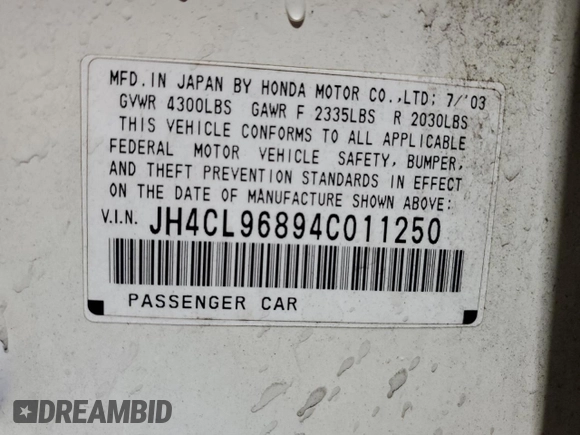 MFD. IN JAPAN BY HONDA MOTOR CO.,LTD; 7/'03
GVWR 4300LBS GAWR F 2335LBS R 2030LBS
THIS VEHICLE CONFORMS TO ALL APPLICABLE
FEDERAL MOTOR VEHICLE SAFETY, BUMPER,
AND THEFT PREVENTION STANDARDS IN EFFECT
ON THE DATE OF MANUFACTURE SHOWN ABOVE:
V.I.N. JH4CL96894C011250
PASSENGER CAR
DREAMBID